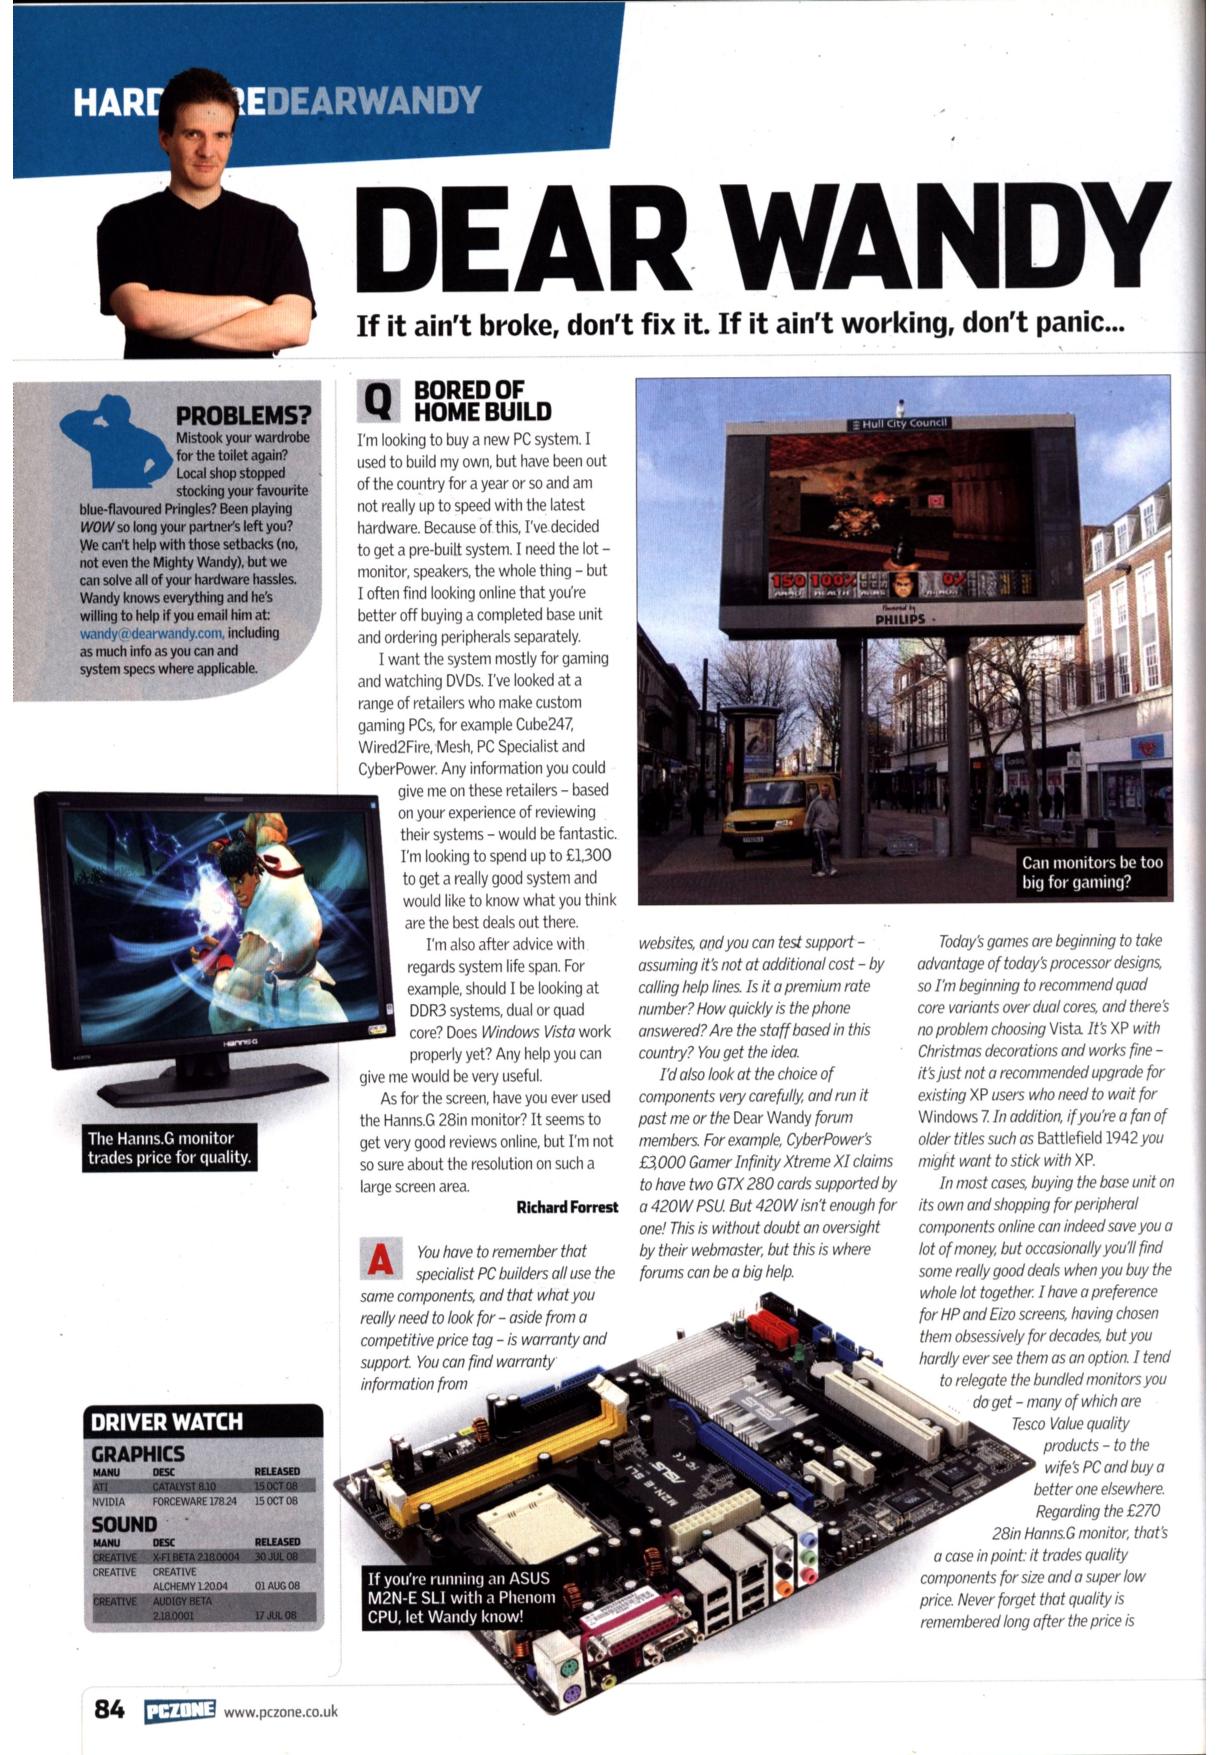 HARD RE DEARWANDY
DEAR WANDY
If it ain't broke, don't fix it. If it ain't working, don't panic...
PROBLEMS?
Mistook your wardrobe
for the toilet again?
Local shop stopped
stocking your favourite
blue-flavoured Pringles? Been playing
WOW so long your partner's left you?
We can't help with those setbacks (no,
not even the Mighty Wandy), but we
can solve all of your hardware hassles.
Wandy knows everything and he's
willing to help if you email him at:
wandy@dearwandy.com, including
as much info as you can and
system specs where applicable.
HANNS.G
The Hanns.G monitor
trades price for quality.
DRIVER WATCH
GRAPHICS
MANU DESC RELEASED
ATI CATALYST 8.10 15 OCT 08
NVIDIA FORCEWARE 178.24 15 OCT 08
SOUND
MANU DESC RELEASED
CREATIVE X-FI BETA 2.18.0004 30 JUL 08
CREATIVE CREATIVE
ALCHEMY 1.20.04 01 AUG 08
CREATIVE AUDIGY BETA
2.18.0001 17 JUL 08
Q BORED OF
HOME BUILD
I'm looking to buy a new PC system. I
used to build my own, but have been out
of the country for a year or so and am
not really up to speed with the latest
hardware. Because of this, I've decided
to get a pre-built system. I need the lot –
monitor, speakers, the whole thing – but
I often find looking online that you're
better off buying a completed base unit
and ordering peripherals separately.
I want the system mostly for gaming
and watching DVDs. I've looked at a
range of retailers who make custom
gaming PCs, for example Cube247,
Wired2Fire, Mesh, PC Specialist and
CyberPower. Any information you could
give me on these retailers – based
on your experience of reviewing
their systems – would be fantastic.
I'm looking to spend up to £1,300
to get a really good system and
would like to know what you think
are the best deals out there.
I'm also after advice with
regards system life span. For
example, should I be looking at
DDR3 systems, dual or quad
core? Does Windows Vista work
properly yet? Any help you can
give me would be very useful.
As for the screen, have you ever used
the Hanns.G 28in monitor? It seems to
get very good reviews online, but I'm not
so sure about the resolution on such a
large screen area.
Richard Forrest
A You have to remember that
specialist PC builders all use the
same components, and that what you
really need to look for – aside from a
competitive price tag – is warranty and
support. You can find warranty
information from
Hull City Council
150 100% 0%
AMMO HEALTH ARMS ARMOR
Powered by
PHILIPS
Can monitors be too
big for gaming?
websites, and you can test support –
assuming it's not at additional cost – by
calling help lines. Is it a premium rate
number? How quickly is the phone
answered? Are the staff based in this
country? You get the idea.
I'd also look at the choice of
components very carefully, and run it
past me or the Dear Wandy forum
members. For example, CyberPower's
£3,000 Gamer Infinity Xtreme XI claims
to have two GTX 280 cards supported by
a 420W PSU. But 420W isn't enough for
one! This is without doubt an oversight
by their webmaster, but this is where
forums can be a big help.
ASUS
ASUS
M2N-E SLI
If you're running an ASUS
M2N-E SLI with a Phenom
CPU, let Wandy know!
Today's games are beginning to take
advantage of today's processor designs,
so I'm beginning to recommend quad
core variants over dual cores, and there's
no problem choosing Vista. It's XP with
Christmas decorations and works fine –
it's just not a recommended upgrade for
existing XP users who need to wait for
Windows 7. In addition, if you're a fan of
older titles such as Battlefield 1942 you
might want to stick with XP.
In most cases, buying the base unit on
its own and shopping for peripheral
components online can indeed save you a
lot of money, but occasionally you'll find
some really good deals when you buy the
whole lot together. I have a preference
for HP and Eizo screens, having chosen
them obsessively for decades, but you
hardly ever see them as an option. I tend
to relegate the bundled monitors you
do get – many of which are
Tesco Value quality
products – to the
wife's PC and buy a
better one elsewhere.
Regarding the £270
28in Hanns.G monitor, that's
a case in point: it trades quality
components for size and a super low
price. Never forget that quality is
remembered long after the price is
84 PCZONE www.pczone.co.uk